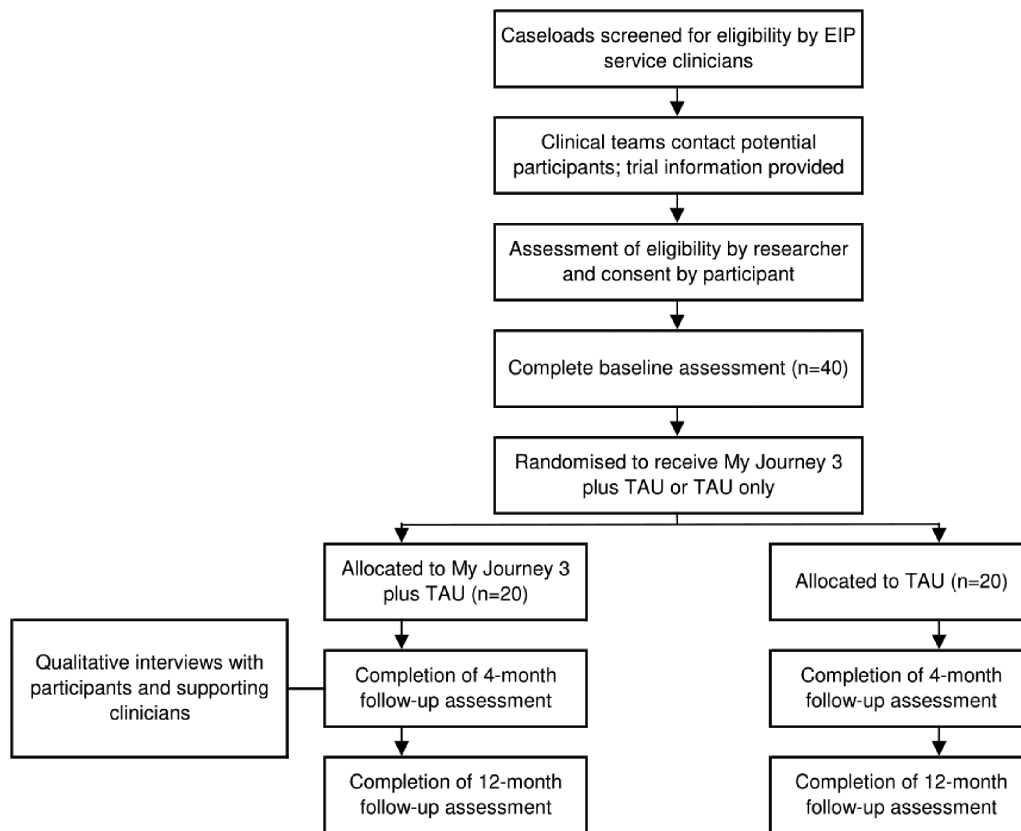 Caseloads screened for eligibility by EIP
service clinicians
Clinical teams contact potential
participants; trial information provided
Assessment of eligibility by researcher
and consent by participant
Complete baseline assessment (n=40)
Randomised to receive My Journey 3
plus TAU or TAU only
Allocated to My Journey 3
plus TAU (n=20)
Allocated to TAU (n=20)
Qualitative interviews with
participants and supporting
clinicians
Completion of 4-month
follow-up assessment
Completion of 4-month
follow-up assessment
Completion of 12-month
follow-up assessment
Completion of 12-month
follow-up assessment